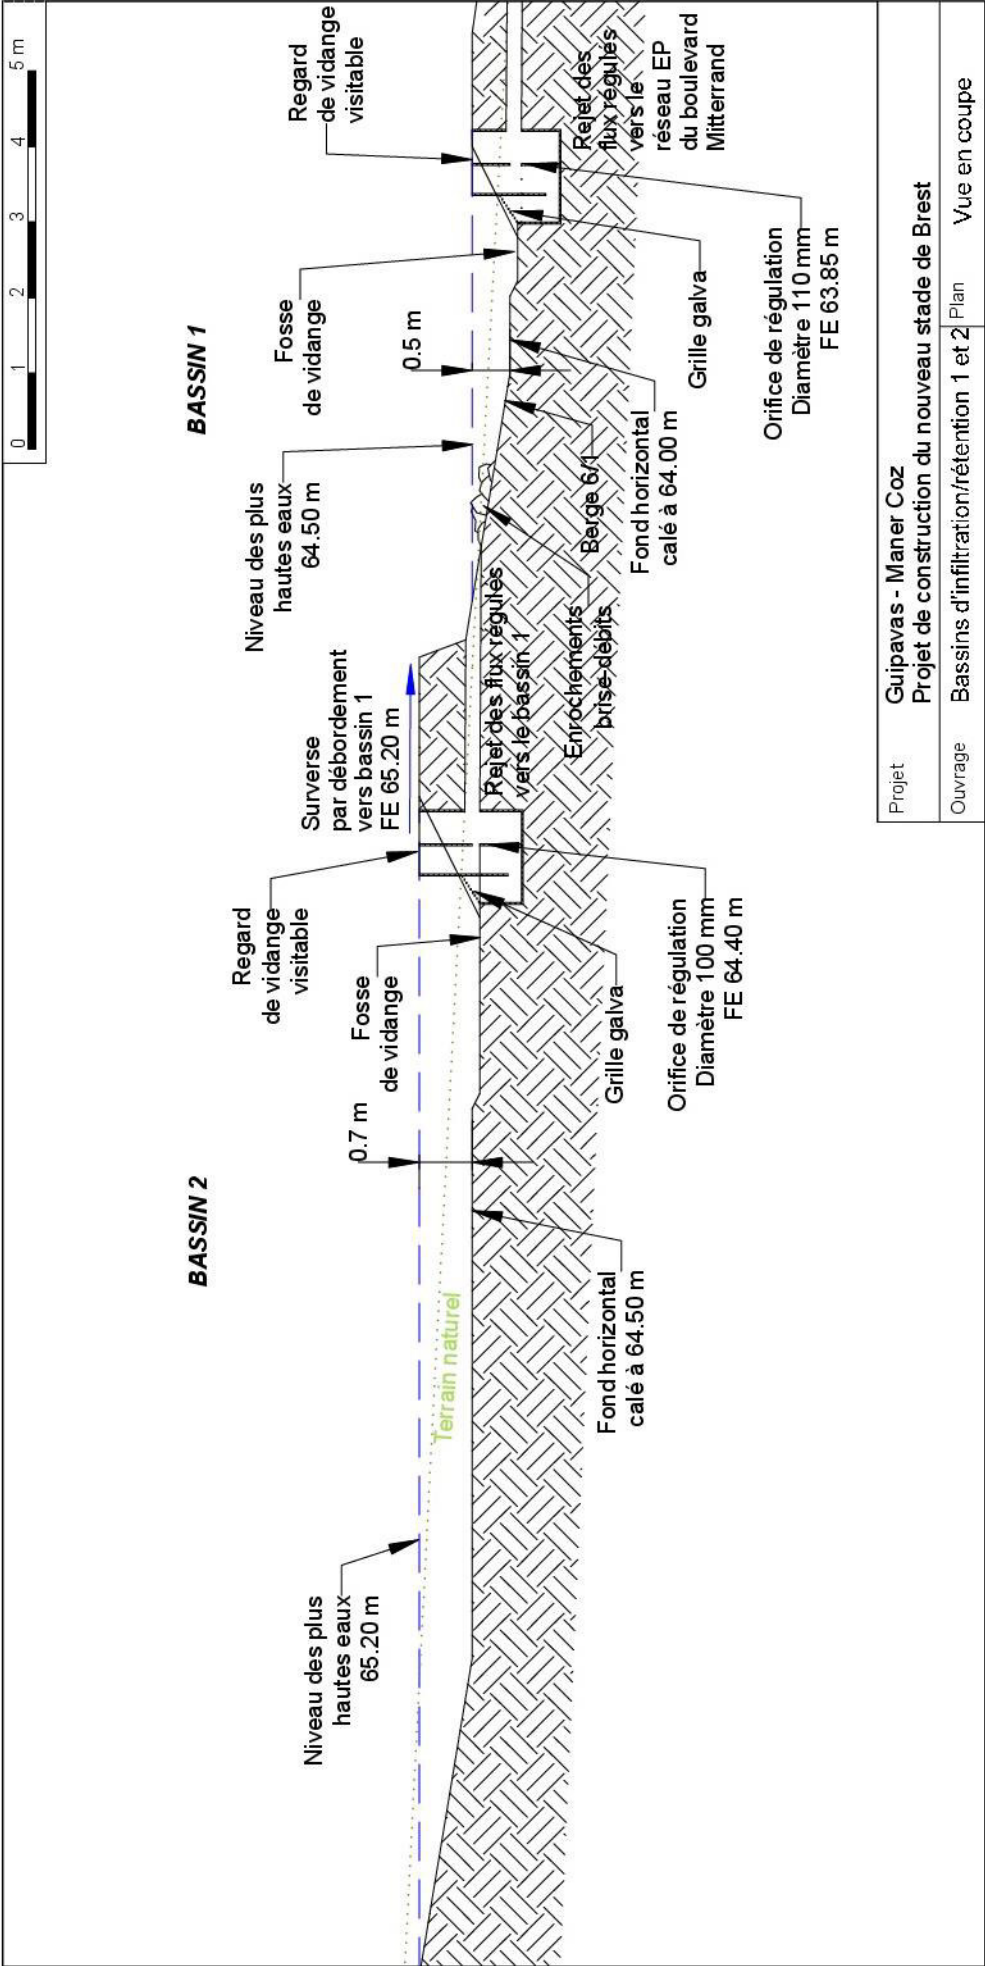 BASSIN 2
BASSIN 1
0 1 2 3 4 5 m
Niveau des plus
hautes eaux
65.20 m
Terrain naturel
0.7 m
Fosse
de vidange
Regard
de vidange
visitable
Surverse
par débordement
vers bassin 1
FE 65.20 m
Niveau des plus
hautes eaux
64.50 m
Fosse
de vidange
0.5 m
Regard
de vidange
visitable
Fond horizontal
calé à 64.50 m
Grille galva
Orifice de régulation
Diamètre 100 mm
FE 64.40 m
Rejet des flux régulés
vers le bassin 1
Enrochements
brise-débits
Berge 6/1
Fond horizontal
calé à 64.00 m
Grille galva
Orifice de régulation
Diamètre 110 mm
FE 63.85 m
Rejet des
flux régulés
vers le
réseau EP
du boulevard
Mitterrand
Projet
Guipavas - Maner Coz
Projet de construction du nouveau stade de Brest
Ouvrage
Bassins d'infiltration/rétention 1 et 2
Plan
Vue en coupe